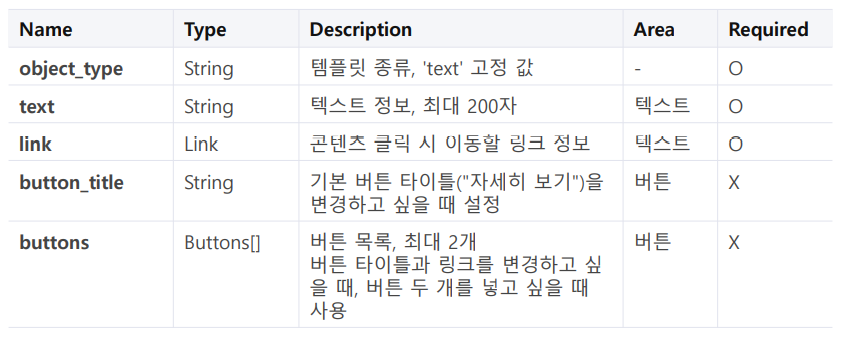 Name Type Description Area Required
object_type String 템플릿 종류, 'text' 고정 값 - O
text String 텍스트 정보, 최대 200자 텍스트 O
link Link 콘텐츠 클릭 시 이동할 링크 정보 텍스트 O
button_title String 기본 버튼 타이틀("자세히 보기")을 버튼 X
변경하고 싶을 때 설정
buttons Buttons[] 버튼 목록, 최대 2개 버튼 X
버튼 타이틀과 링크를 변경하고 싶
을 때, 버튼 두 개를 넣고 싶을 때
사용